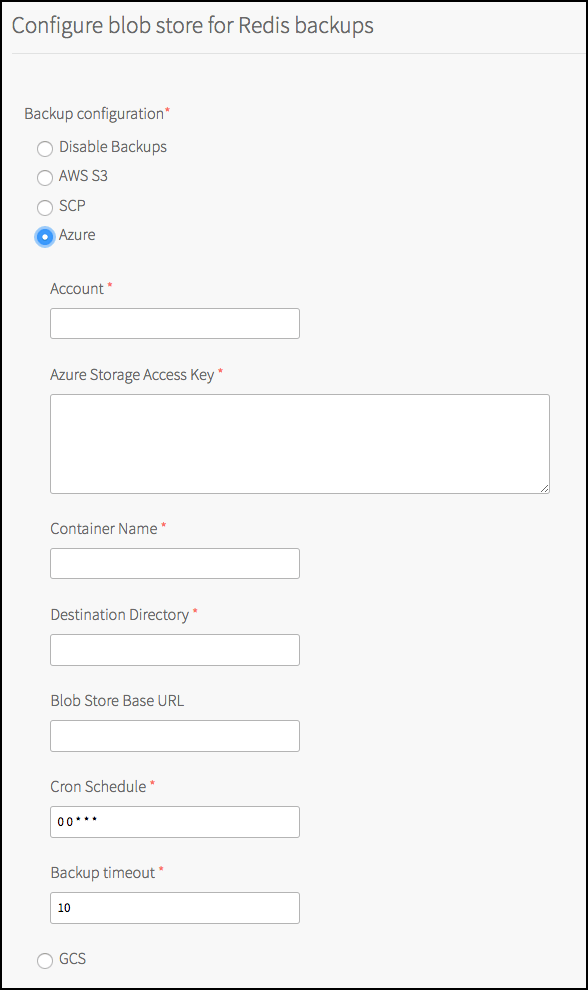 Configure blob store for Redis backups
Backup configuration*
Disable Backups
AWS S3
SCP
Azure
Account *
Azure Storage Access Key *
Container Name *
Destination Directory *
Blob Store Base URL
Cron Schedule *
0 0 * * *
Backup timeout *
10
GCS